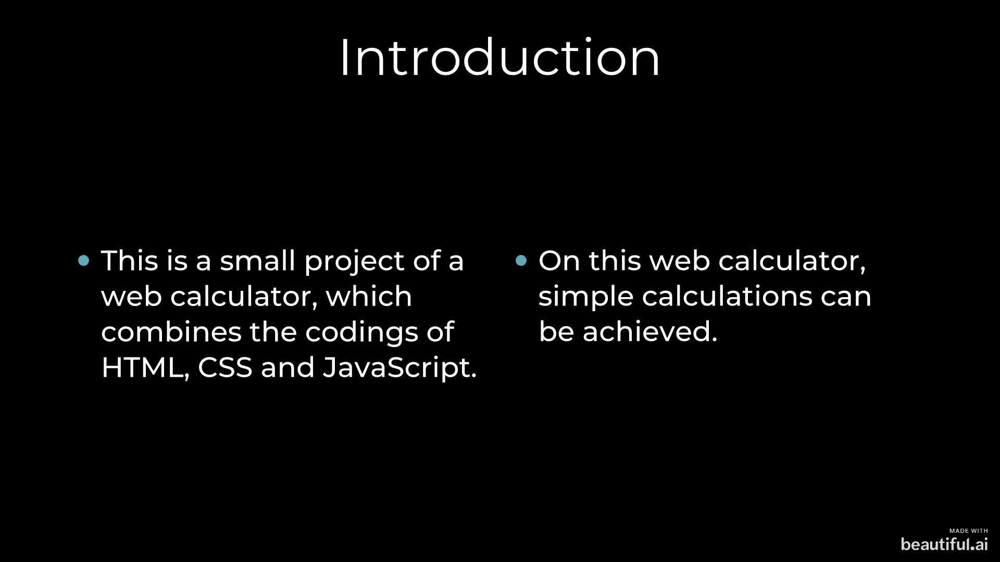 Introduction
• This is a small project of a
web calculator, which
combines the codings of
HTML, CSS and JavaScript.
• On this web calculator,
simple calculations can
be achieved.
MADE WITH
beautiful.ai